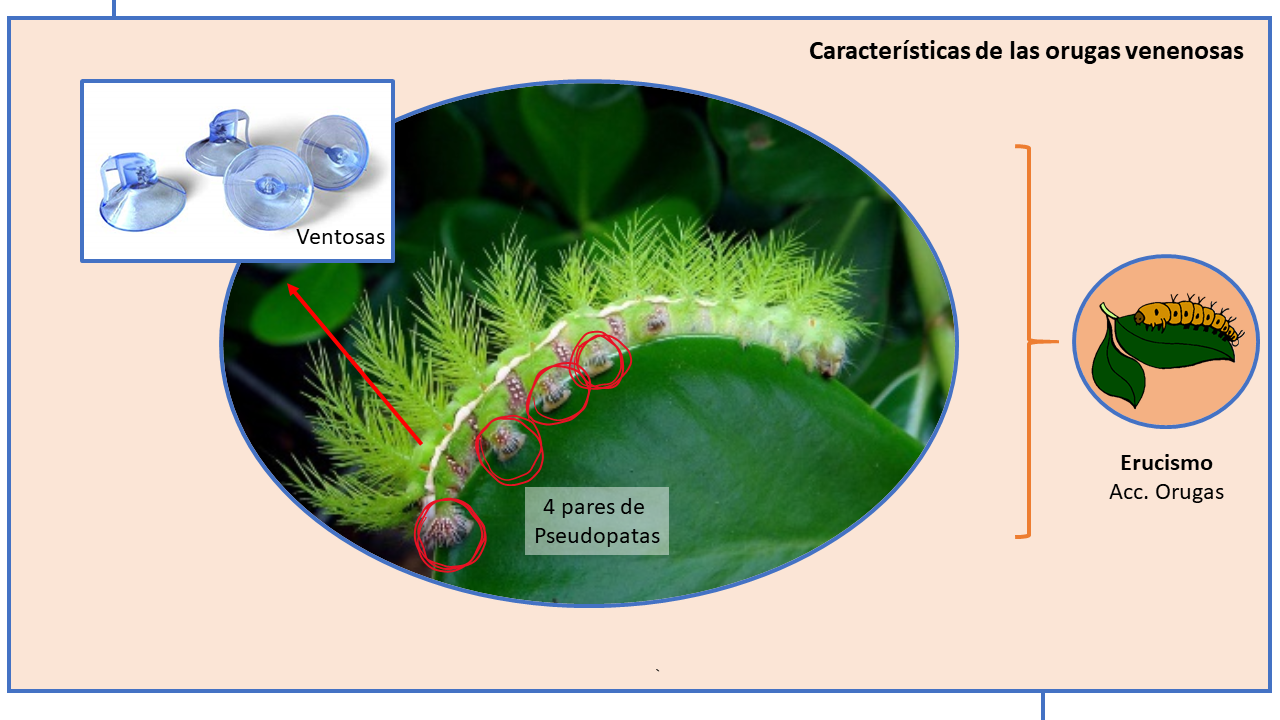 Características de las orugas venenosas
Ventosas
4 pares de
Pseudopatas
Erucismo
Acc. Orugas
`